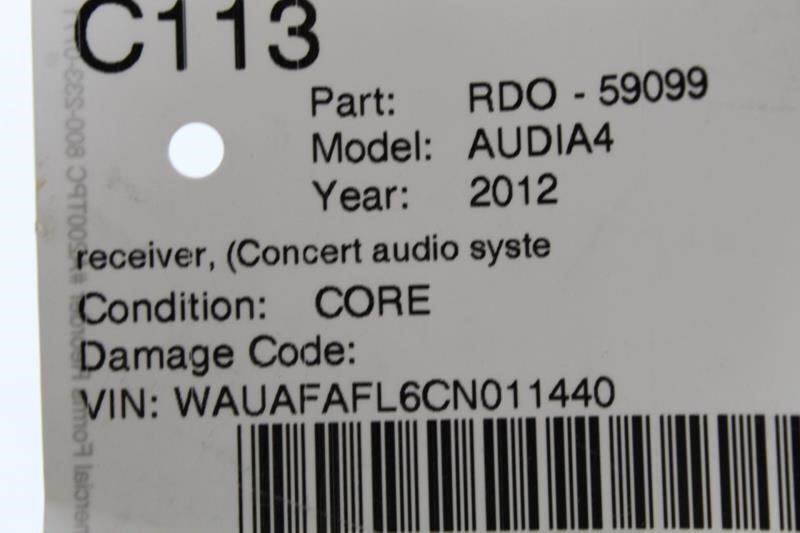 C113
Part: RDO - 59099
Model: AUDIA4
Year: 2012
receiver, (Concert audio syste
Condition: CORE
Damage Code:
VIN: WAUAFAFL6CN011440